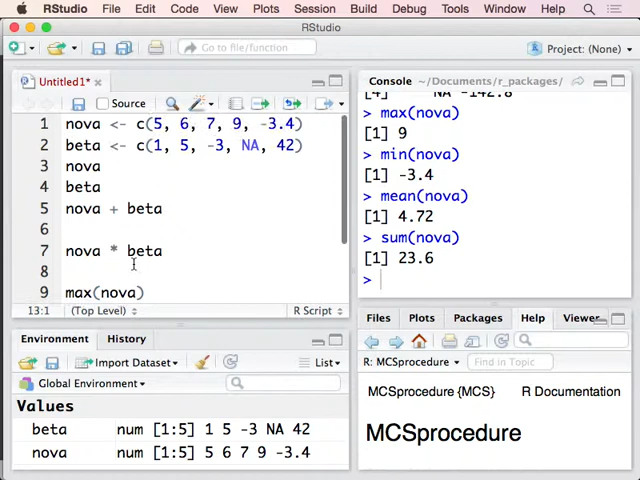 RStudio File Edit Code View Plots Session Build Debug Tools Window Help
RStudio
Go to file/function Project: (None)
Untitled1*
Source
1 nova <- c(5, 6, 7, 9, -3.4)
2 beta <- c(1, 5, -3, NA, 42)
3 nova
4 beta
5 nova + beta
6
7 nova * beta
8
9 max(nova)
13:1 (Top Level) R Script
Console ~/Documents/r_packages/
[4] NA -142.8
> max(nova)
[1] 9
> min(nova)
[1] -3.4
> mean(nova)
[1] 4.72
> sum(nova)
[1] 23.6
>
Environment History
Import Dataset List
Global Environment
Values
beta num [1:5] 1 5 -3 NA 42
nova num [1:5] 5 6 7 9 -3.4
Files Plots Packages Help Viewer
R: MCSprocedure Find in Topic
MCSprocedure {MCS} R Documentation
MCSprocedure